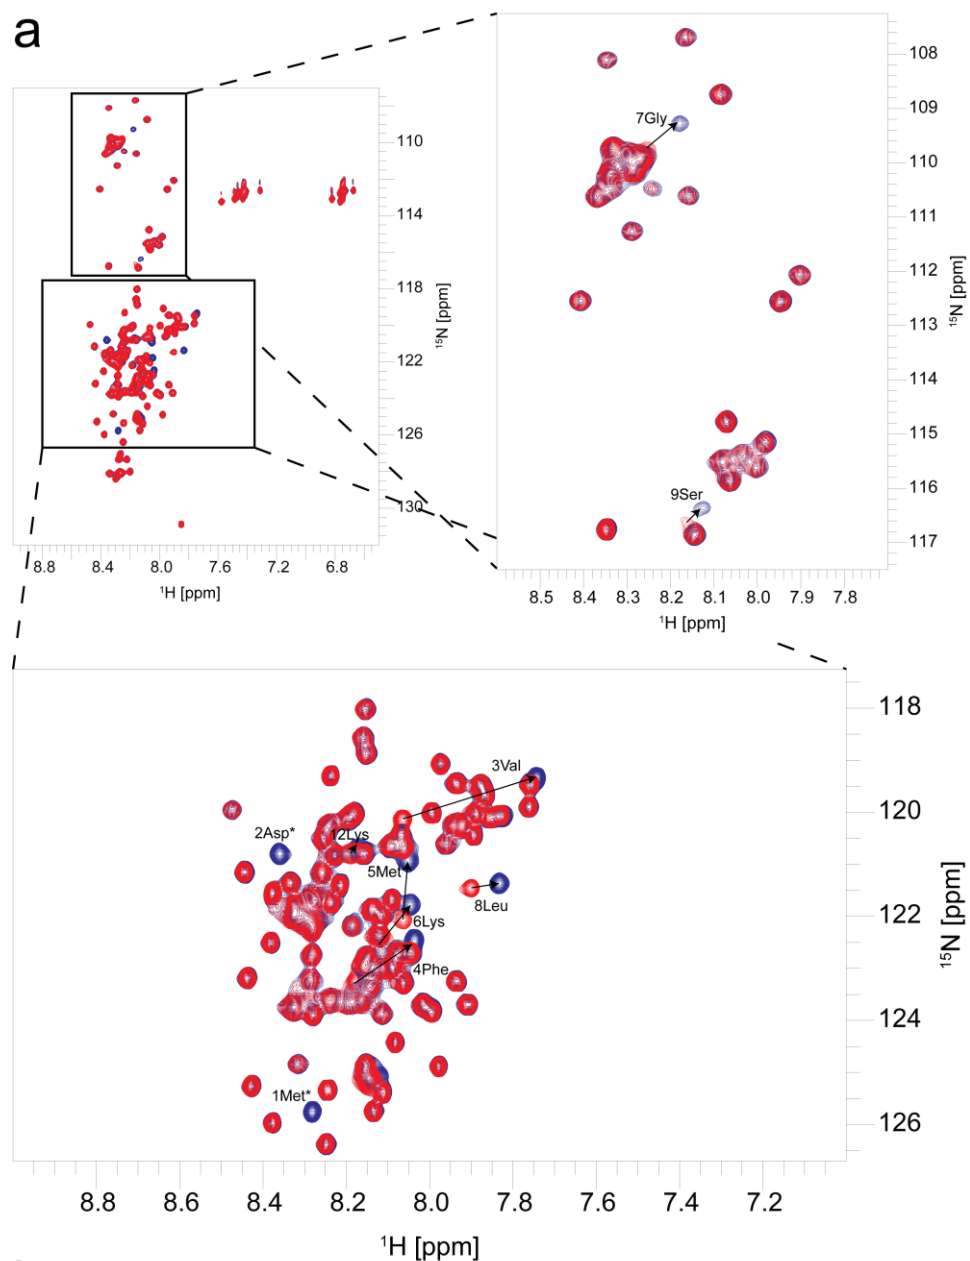 a
110
114
118
122
126
130
15N [ppm]
8.8 8.4 8.0 7.6 7.2 6.8
1H [ppm]
7Gly
9Ser
108
109
110
111
112
113
114
115
116
117
15N [ppm]
8.5 8.4 8.3 8.2 8.1 8.0 7.9 7.8
1H [ppm]
3Val
2Asp*
12Lys
5Met
8Leu
6Lys
4Phe
1Met*
118
120
122
124
126
15N [ppm]
8.8 8.6 8.4 8.2 8.0 7.8 7.6 7.4 7.2
1H [ppm]